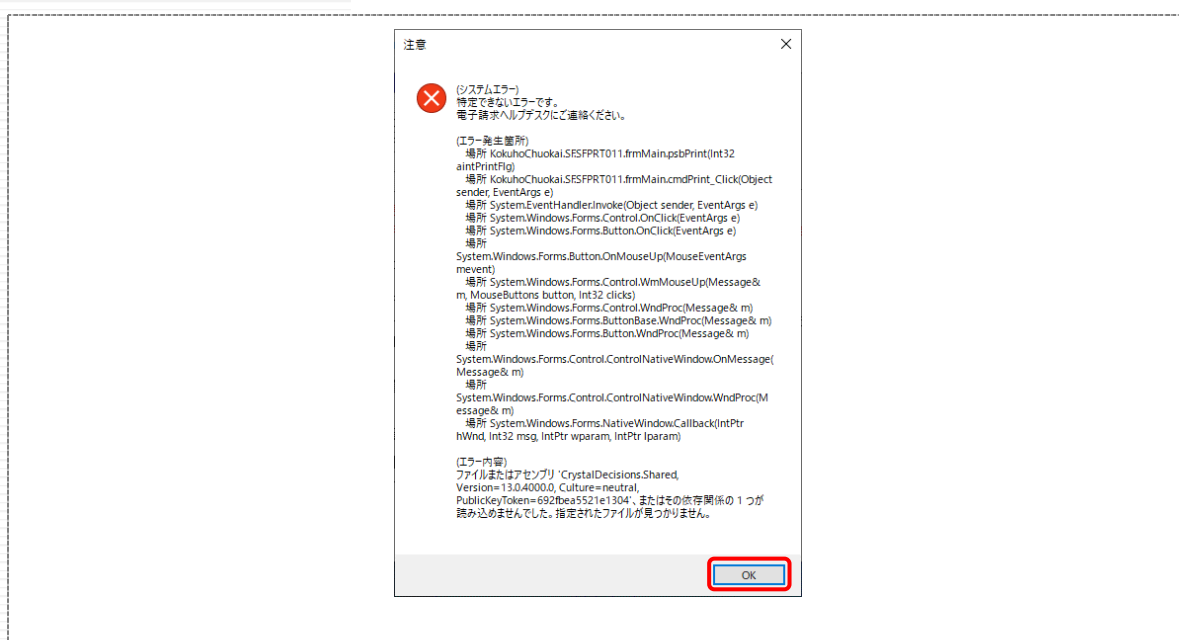 注意
(システムエラー)
特定できないエラーです。
電子請求ヘルプデスクにご連絡ください。
(エラー発生箇所)
場所 KokuhoChuokai.SF.SFPRT011.frmMain.psbPrint(Int32
aintPrintFlg)
場所 KokuhoChuokai.SF.SFPRT011.frmMain.cmdPrint_Click(Object
sender, EventArgs e)
場所 System.EventHandler.Invoke(Object sender, EventArgs e)
場所 System.Windows.Forms.Control.OnClick(EventArgs e)
場所 System.Windows.Forms.Button.OnClick(EventArgs e)
場所
System.Windows.Forms.Button.OnMouseUp(MouseEventArgs
mevent)
場所 System.Windows.Forms.Control.WmMouseUp(Message&
m, MouseButtons button, Int32 clicks)
場所 System.Windows.Forms.Control.WndProc(Message& m)
場所 System.Windows.Forms.ButtonBase.WndProc(Message& m)
場所 System.Windows.Forms.Button.WndProc(Message& m)
場所
System.Windows.Forms.Control.ControlNativeWindow.OnMessage(
Message& m)
場所
System.Windows.Forms.Control.ControlNativeWindow.WndProc(M
essage& m)
場所 System.Windows.Forms.NativeWindow.Callback(IntPtr
hWnd, Int32 msg, IntPtr wparam, IntPtr lparam)
(エラー内容)
ファイルまたはアセンブリ 'CrystalDecisions.Shared,
Version=13.0.4000.0, Culture=neutral,
PublicKeyToken=692fbea5521e1304'、またはその依存関係の 1 つが
読み込めませんでした。指定されたファイルが見つかりません。
OK